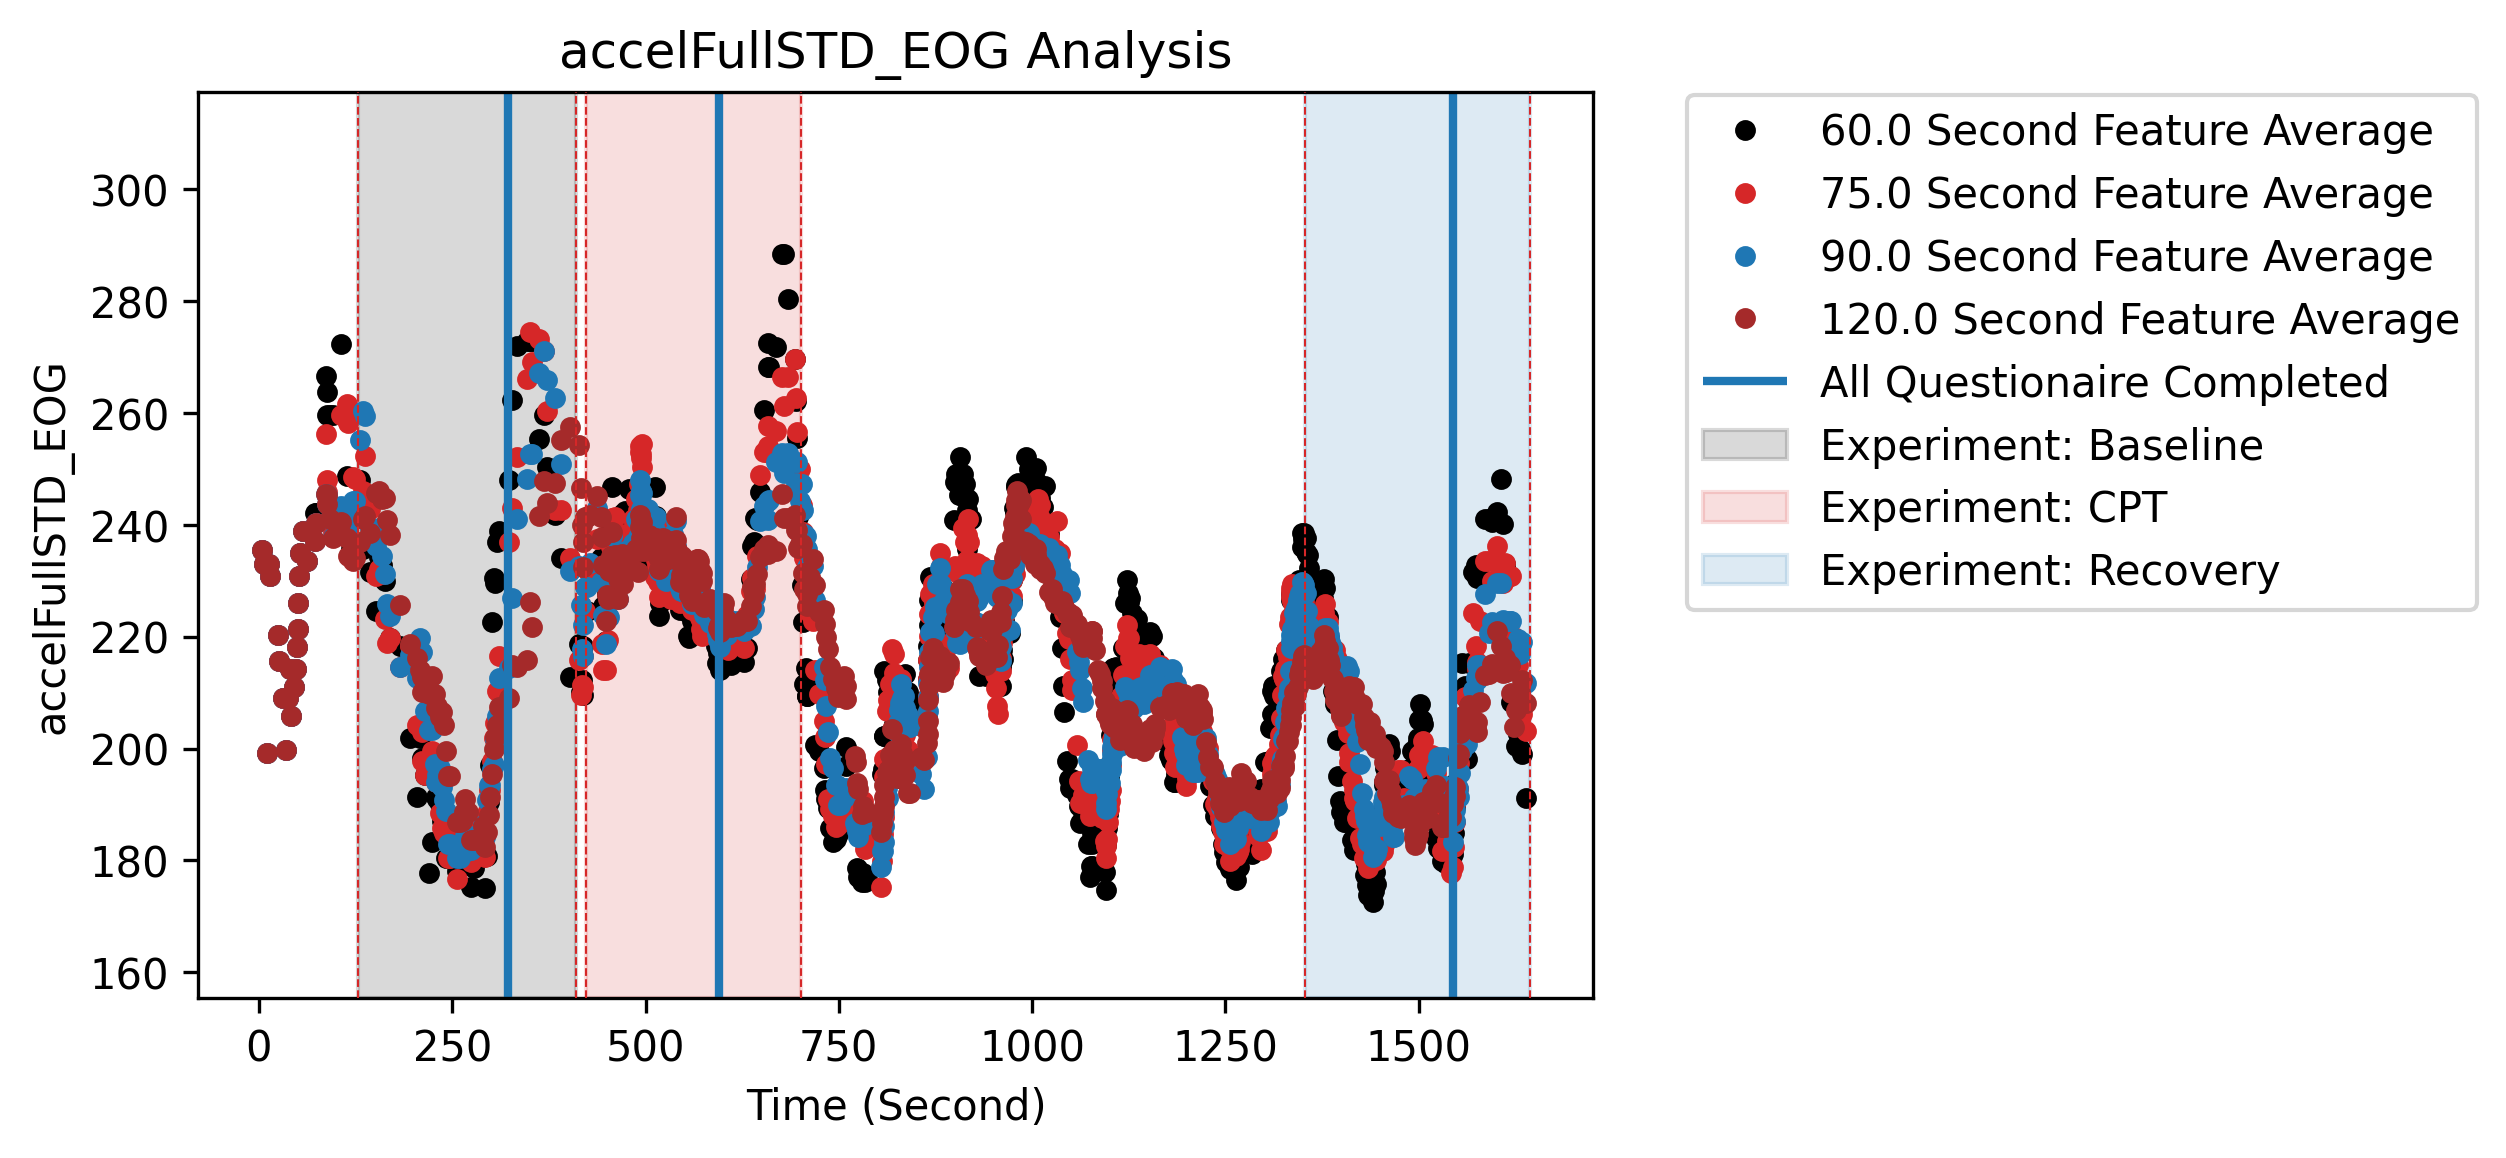 accelFullSTD_EOG Analysis
accelFullSTD_EOG
300
280
260
240
220
200
180
160
0 250 500 750 1000 1250 1500
Time (Second)
60.0 Second Feature Average
75.0 Second Feature Average
90.0 Second Feature Average
120.0 Second Feature Average
All Questionaire Completed
Experiment: Baseline
Experiment: CPT
Experiment: Recovery